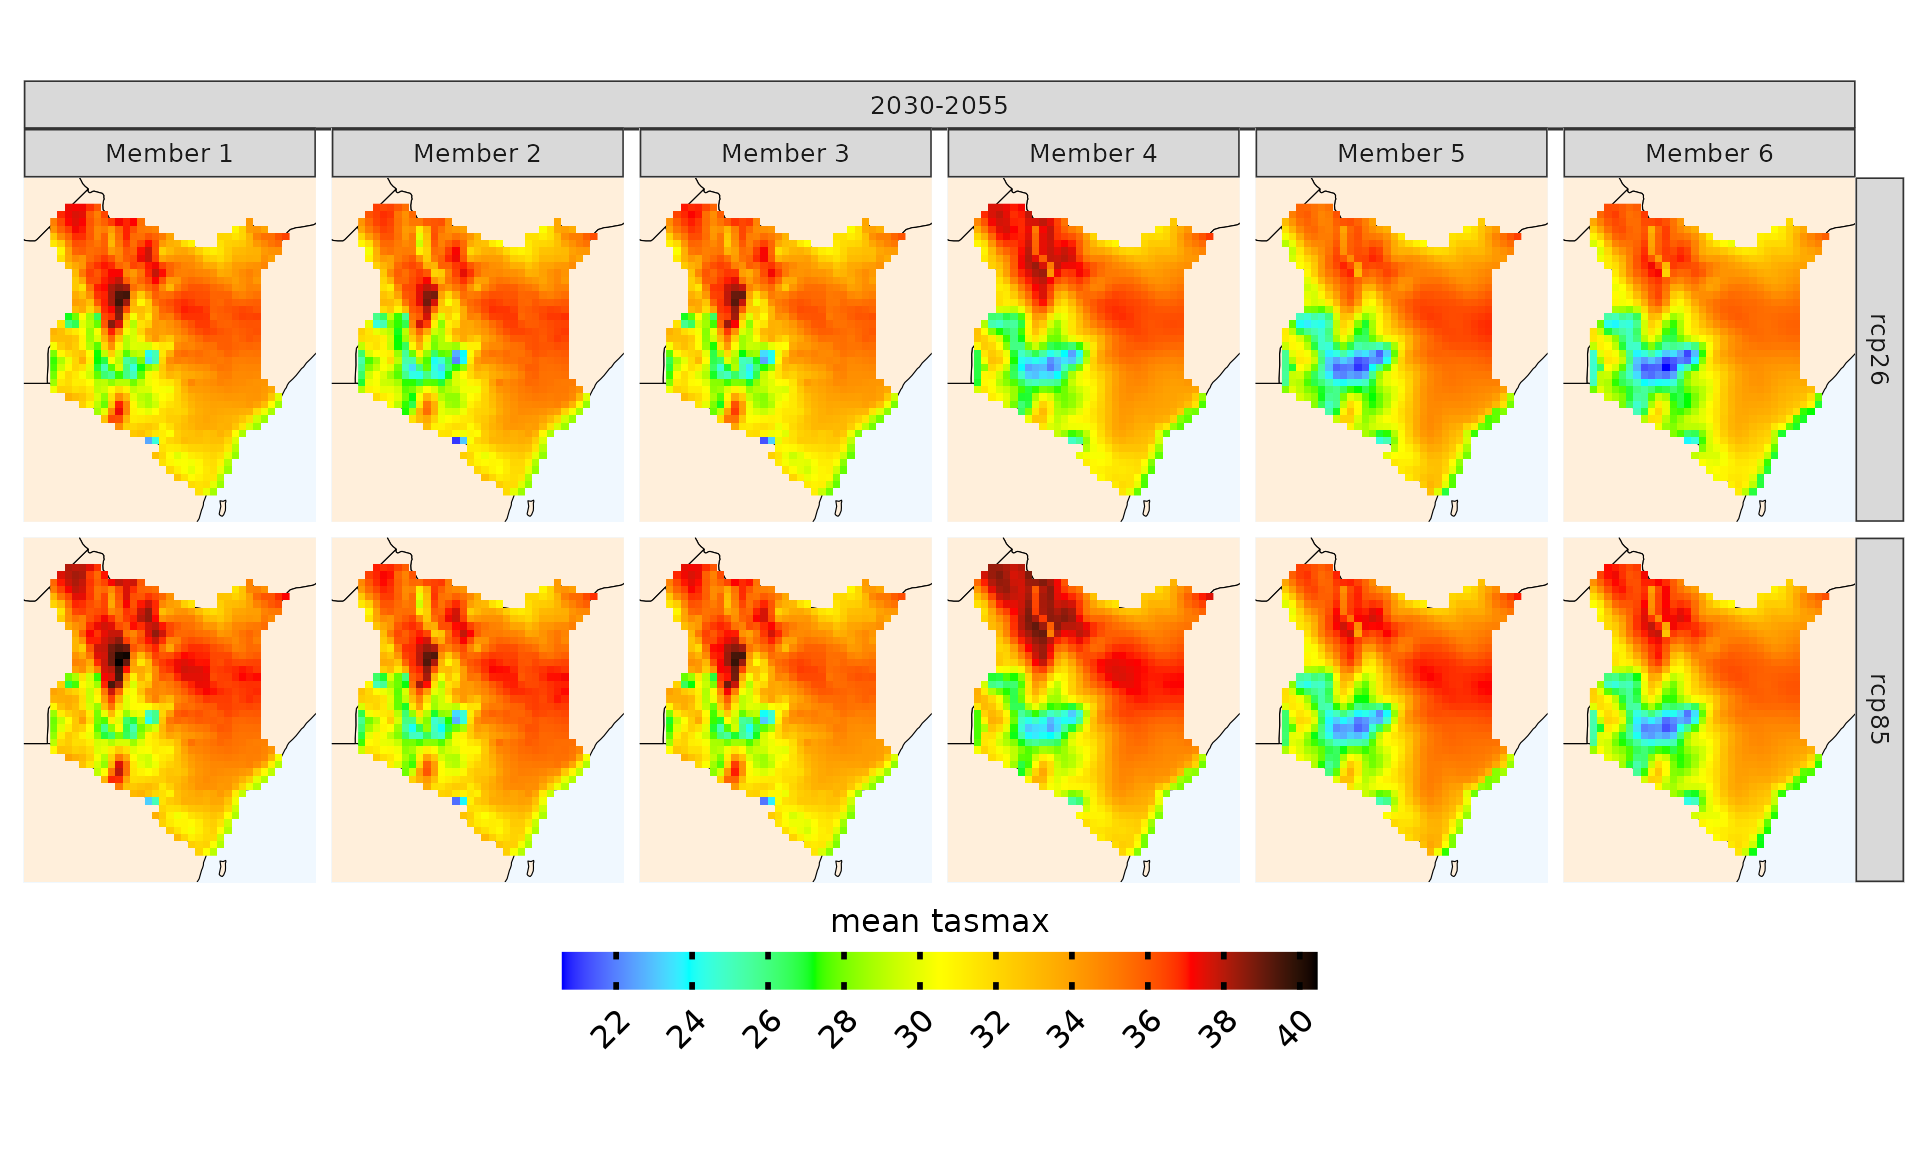 2030-2055
Member 1
Member 2
Member 3
Member 4
Member 5
Member 6
rcp26
rcp85
mean tasmax
22
24
26
28
30
32
34
36
38
40